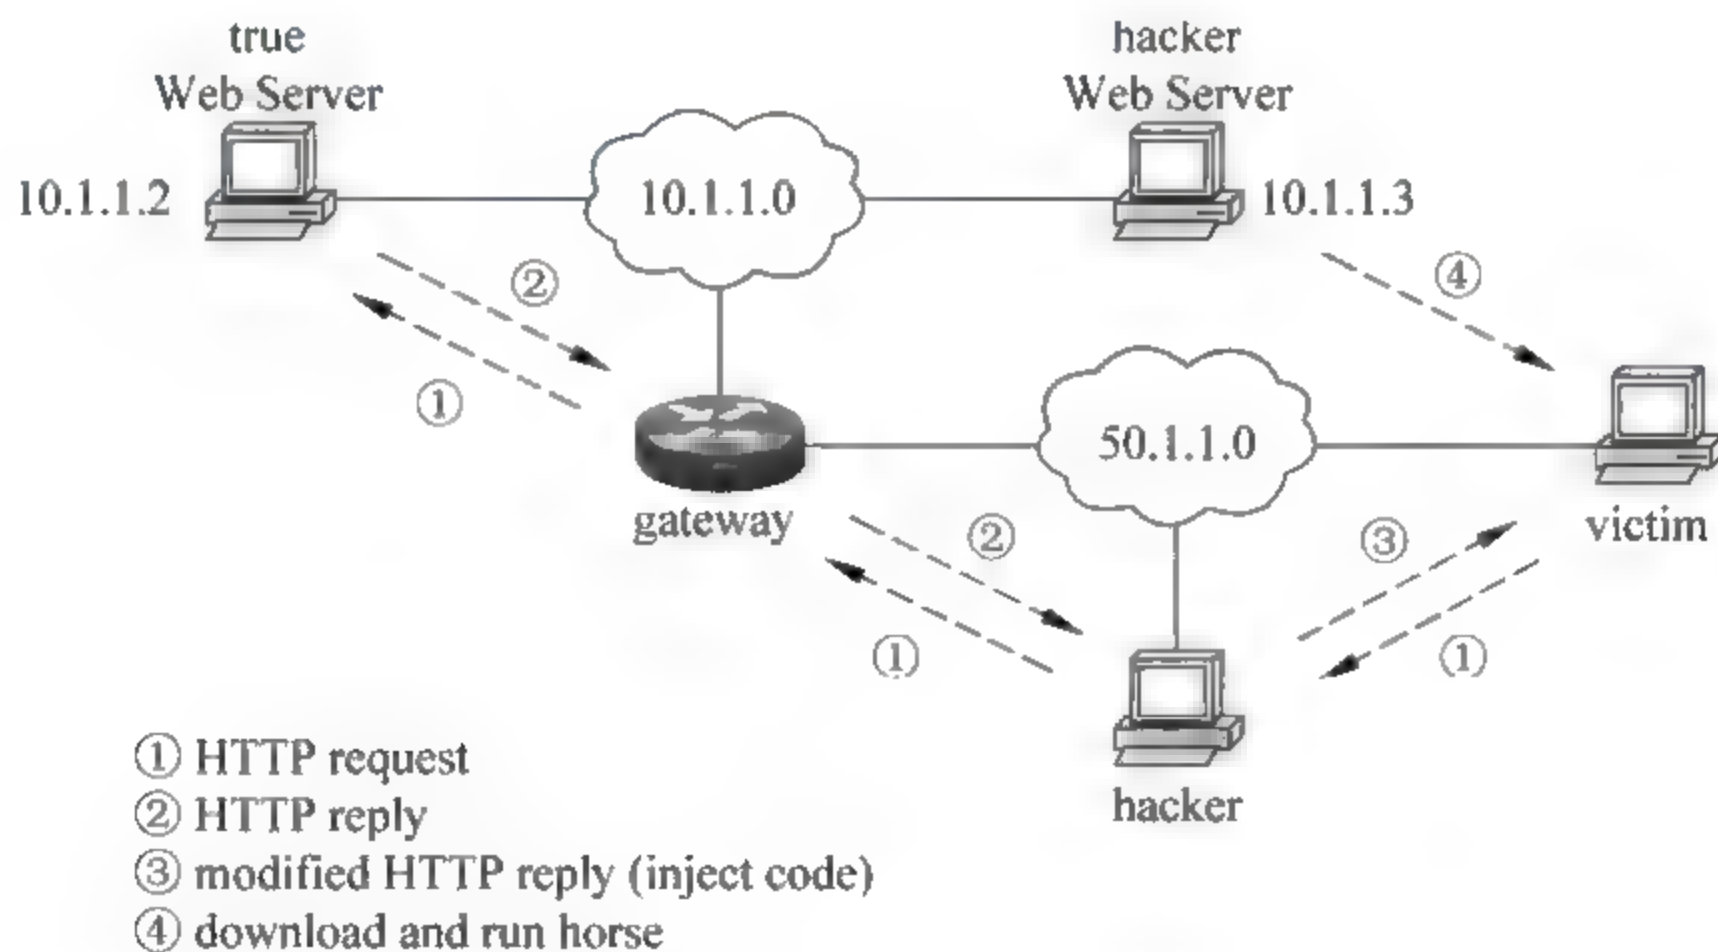 true
Web Server
hacker
Web Server
10.1.1.2
10.1.1.0
10.1.1.3
②
④
①
50.1.1.0
gateway
victim
②
③
①
①
hacker
① HTTP request
② HTTP reply
③ modified HTTP reply (inject code)
④ download and run horse